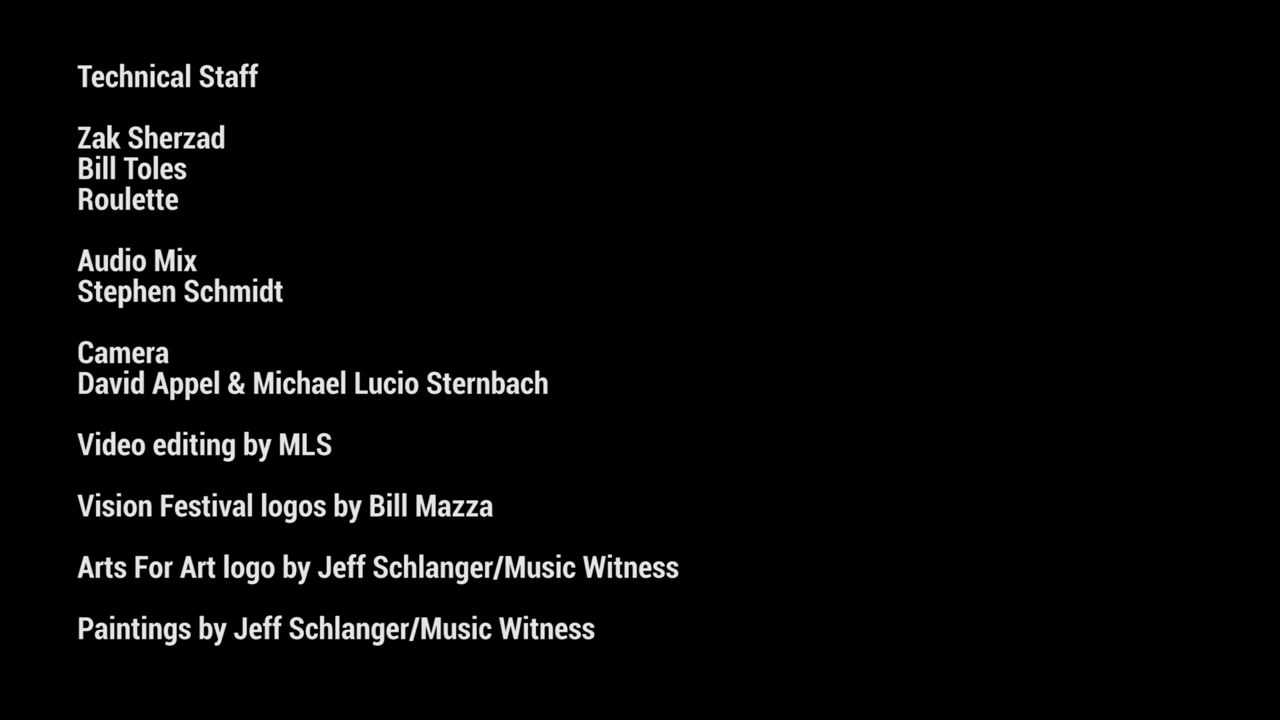 Technical Staff
Zak Sherzad
Bill Toles
Roulette
Audio Mix
Stephen Schmidt
Camera
David Appel & Michael Lucio Sternbach
Video editing by MLS
Vision Festival logos by Bill Mazza
Arts For Art logo by Jeff Schlanger/Music Witness
Paintings by Jeff Schlanger/Music Witness